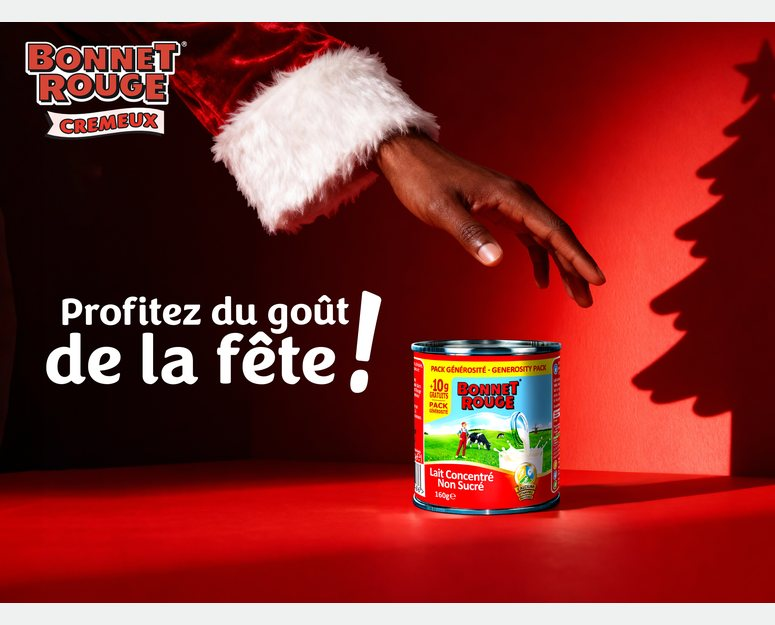 BONNET®
ROUGE
CREMEUX
Profitez du goût
de la fête !
PACK GÉNÉROSITÉ - GENEROSITY PACK
+10g
GRATUITS
PACK
GÉNÉROSITÉ
BONNET
ROUGE
Lait Concentré
Non Sucré
160g℮